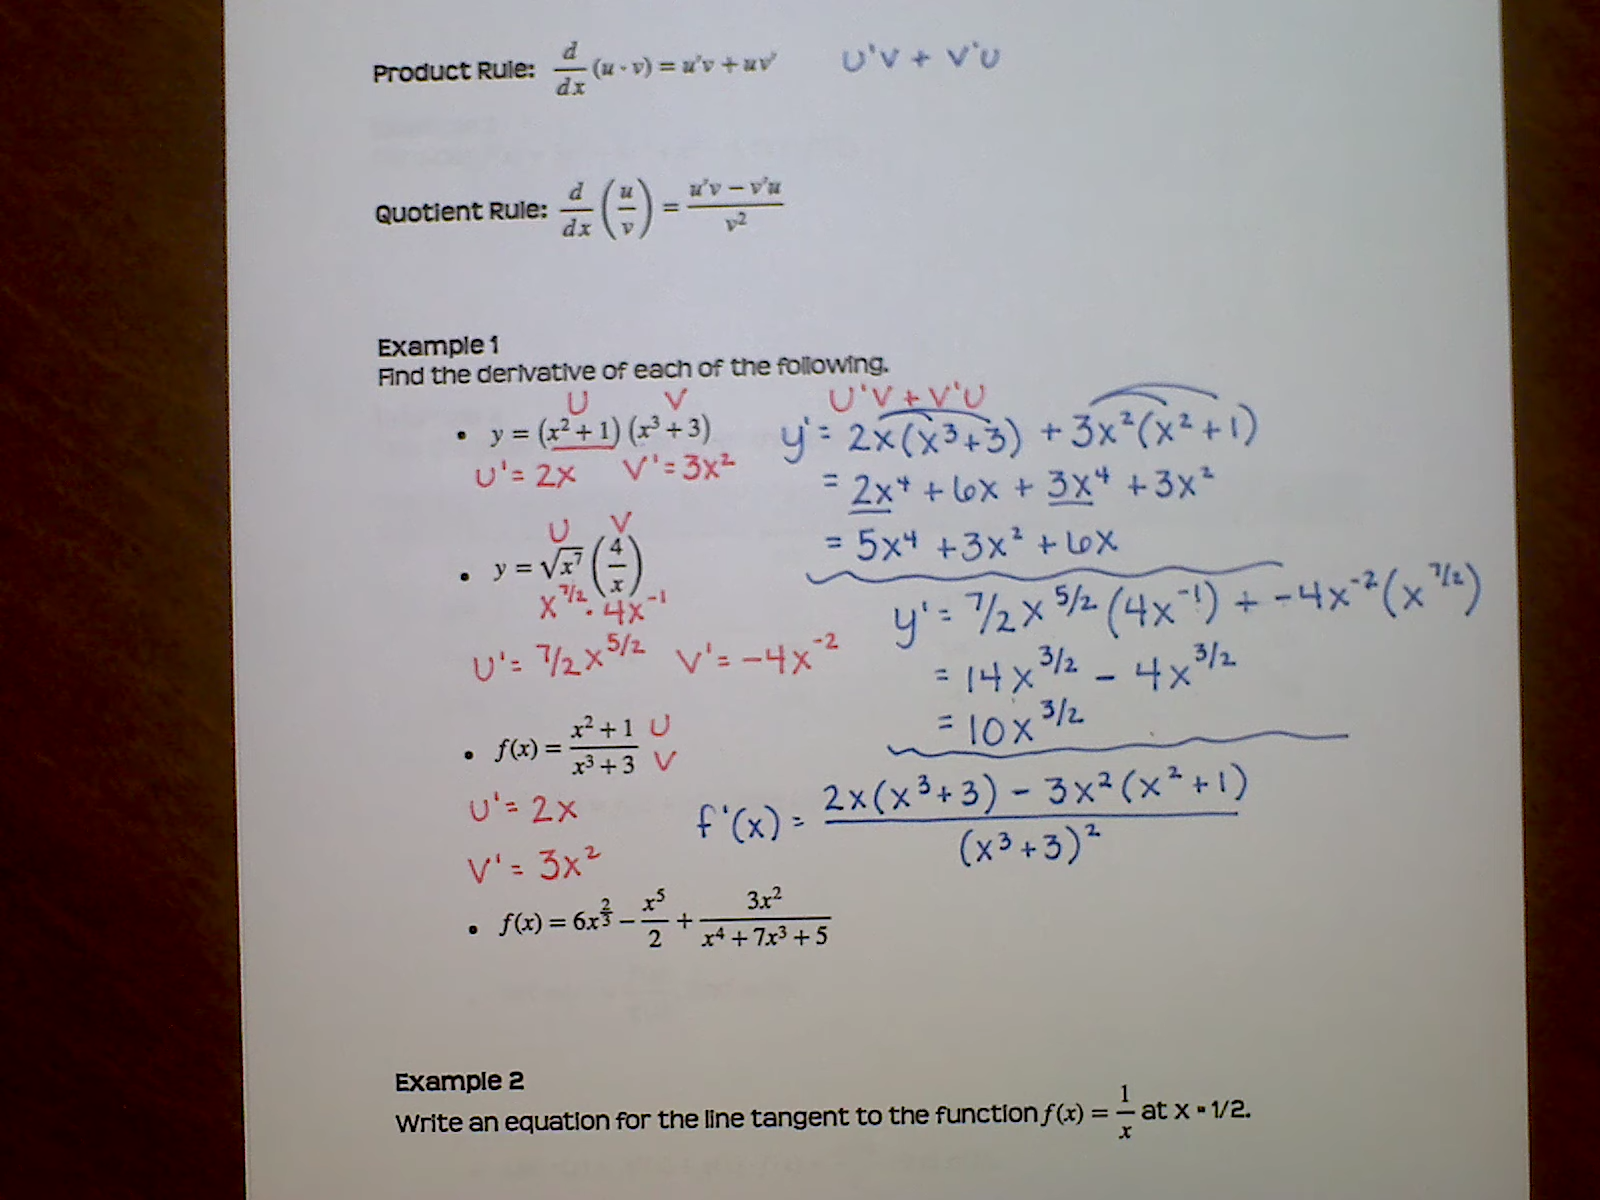 Product Rule: d/dx (u · v) = u'v + uv' U'V + V'U
Quotient Rule: d/dx (u/v) = (u'v − v'u)/v²
Example 1
Find the derivative of each of the following.
U V U'V + V'U
• y = (x² + 1)(x³ + 3) y' = 2x(x³+3) + 3x²(x²+1)
U' = 2x V' = 3x² = 2x⁴ + 6x + 3x⁴ + 3x²
U V = 5x⁴ + 3x² + 6x
• y = √x⁷ (4/x)
x^7/2 · 4x⁻¹ y' = 7/2 x^5/2 (4x⁻¹) + -4x⁻² (x^7/2)
U' = 7/2 x^5/2 V' = -4x⁻² = 14x^3/2 - 4x^3/2
= 10x^3/2
• f(x) = (x² + 1)/(x³ + 3) U V
U' = 2x f'(x) = (2x(x³+3) - 3x²(x²+1))/(x³+3)²
V' = 3x²
• f(x) = 6x^2/3 − x⁵/2 + 3x²/(x⁴ + 7x³ + 5)
Example 2
Write an equation for the line tangent to the function f(x) = 1/x at x = 1/2.